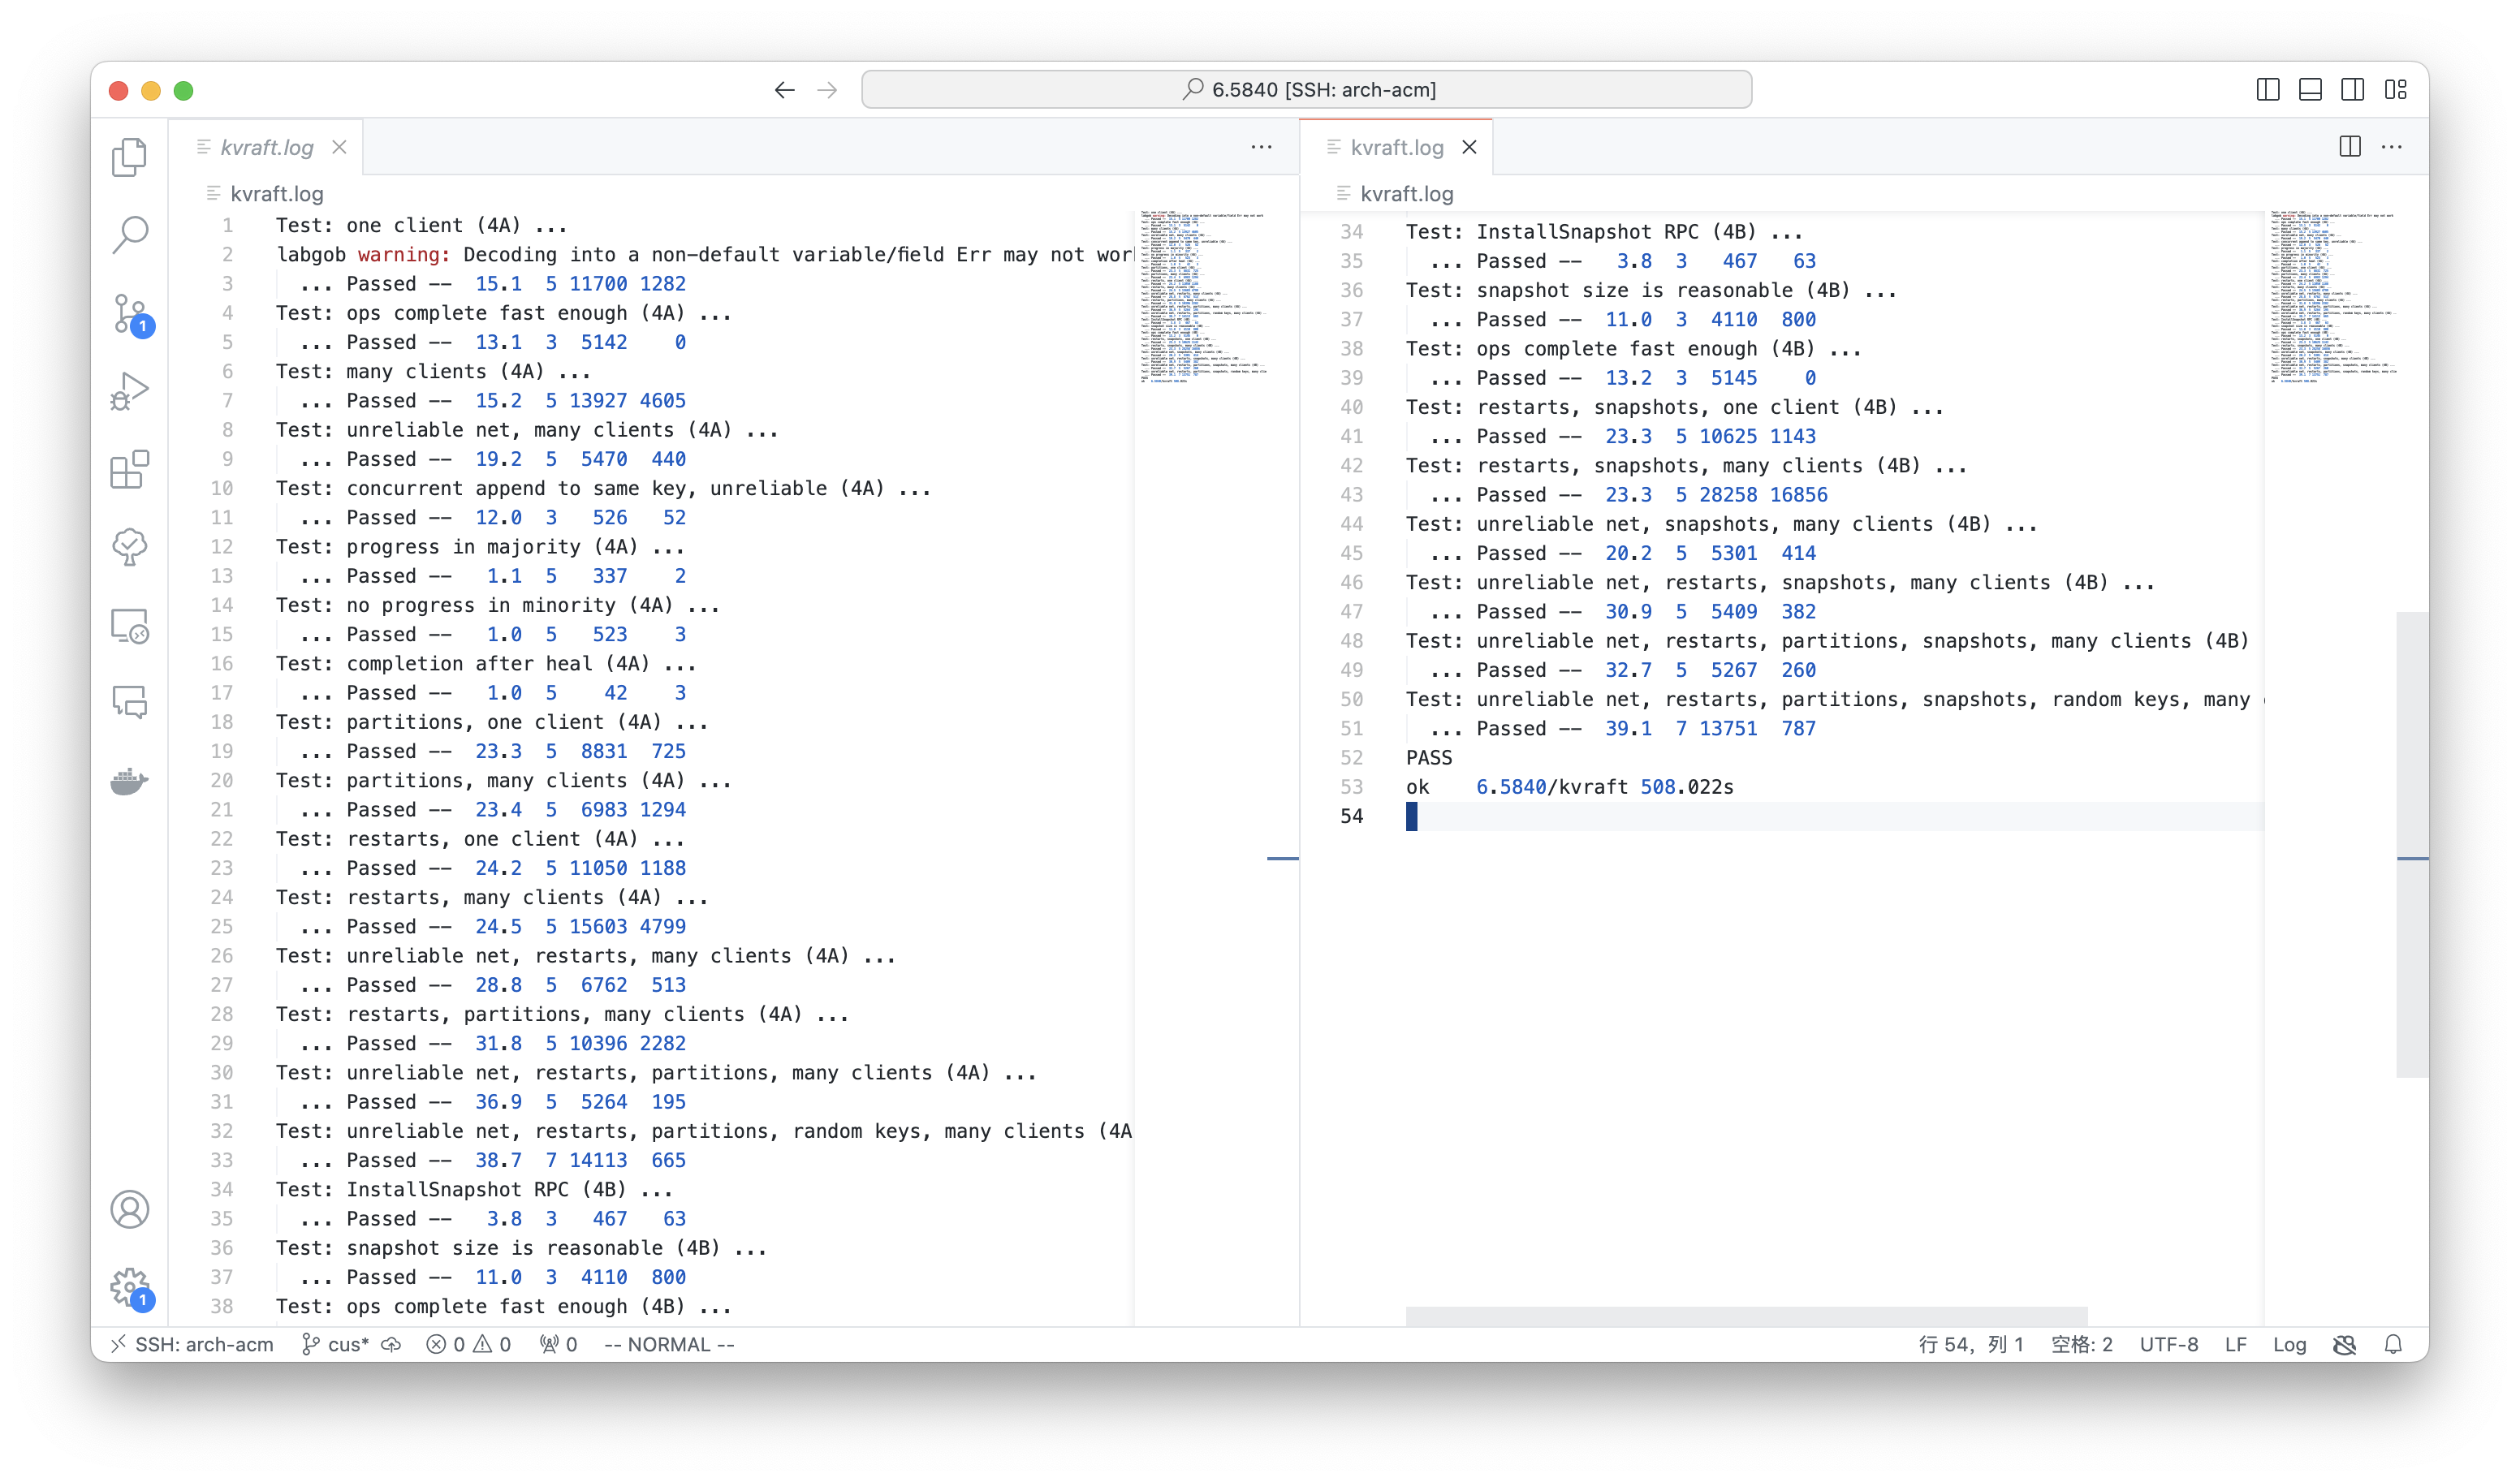 6.5840 [SSH: arch-acm]
kvraft.log
kvraft.log
1 Test: one client (4A) ...
2 labgob warning: Decoding into a non-default variable/field Err may not wor
3 ... Passed -- 15.1 5 11700 1282
4 Test: ops complete fast enough (4A) ...
5 ... Passed -- 13.1 3 5142 0
6 Test: many clients (4A) ...
7 ... Passed -- 15.2 5 13927 4605
8 Test: unreliable net, many clients (4A) ...
9 ... Passed -- 19.2 5 5470 440
10 Test: concurrent append to same key, unreliable (4A) ...
11 ... Passed -- 12.0 3 526 52
12 Test: progress in majority (4A) ...
13 ... Passed -- 1.1 5 337 2
14 Test: no progress in minority (4A) ...
15 ... Passed -- 1.0 5 523 3
16 Test: completion after heal (4A) ...
17 ... Passed -- 1.0 5 42 3
18 Test: partitions, one client (4A) ...
19 ... Passed -- 23.3 5 8831 725
20 Test: partitions, many clients (4A) ...
21 ... Passed -- 23.4 5 6983 1294
22 Test: restarts, one client (4A) ...
23 ... Passed -- 24.2 5 11050 1188
24 Test: restarts, many clients (4A) ...
25 ... Passed -- 24.5 5 15603 4799
26 Test: unreliable net, restarts, many clients (4A) ...
27 ... Passed -- 28.8 5 6762 513
28 Test: restarts, partitions, many clients (4A) ...
29 ... Passed -- 31.8 5 10396 2282
30 Test: unreliable net, restarts, partitions, many clients (4A) ...
31 ... Passed -- 36.9 5 5264 195
32 Test: unreliable net, restarts, partitions, random keys, many clients (4A
33 ... Passed -- 38.7 7 14113 665
34 Test: InstallSnapshot RPC (4B) ...
35 ... Passed -- 3.8 3 467 63
36 Test: snapshot size is reasonable (4B) ...
37 ... Passed -- 11.0 3 4110 800
38 Test: ops complete fast enough (4B) ...
kvraft.log
kvraft.log
34 Test: InstallSnapshot RPC (4B) ...
35 ... Passed -- 3.8 3 467 63
36 Test: snapshot size is reasonable (4B) ...
37 ... Passed -- 11.0 3 4110 800
38 Test: ops complete fast enough (4B) ...
39 ... Passed -- 13.2 3 5145 0
40 Test: restarts, snapshots, one client (4B) ...
41 ... Passed -- 23.3 5 10625 1143
42 Test: restarts, snapshots, many clients (4B) ...
43 ... Passed -- 23.3 5 28258 16856
44 Test: unreliable net, snapshots, many clients (4B) ...
45 ... Passed -- 20.2 5 5301 414
46 Test: unreliable net, restarts, snapshots, many clients (4B) ...
47 ... Passed -- 30.9 5 5409 382
48 Test: unreliable net, restarts, partitions, snapshots, many clients (4B)
49 ... Passed -- 32.7 5 5267 260
50 Test: unreliable net, restarts, partitions, snapshots, random keys, many
51 ... Passed -- 39.1 7 13751 787
52 PASS
53 ok 6.5840/kvraft 508.022s
54
1
1
SSH: arch-acm cus* 0 0 0 -- NORMAL -- 行 54, 列 1 空格: 2 UTF-8 LF Log